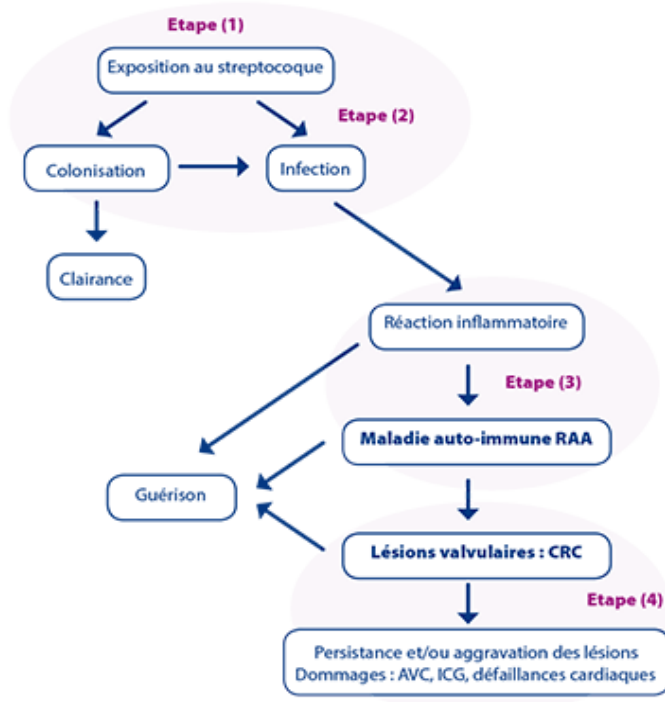 Etape (1)
Exposition au streptocoque
Etape (2)
Colonisation
Infection
Clairance
Réaction inflammatoire
Etape (3)
Maladie auto-immune RAA
Guérison
Lésions valvulaires : CRC
Etape (4)
Persistance et/ou aggravation des lésions
Dommages : AVC, ICG, défaillances cardiaques